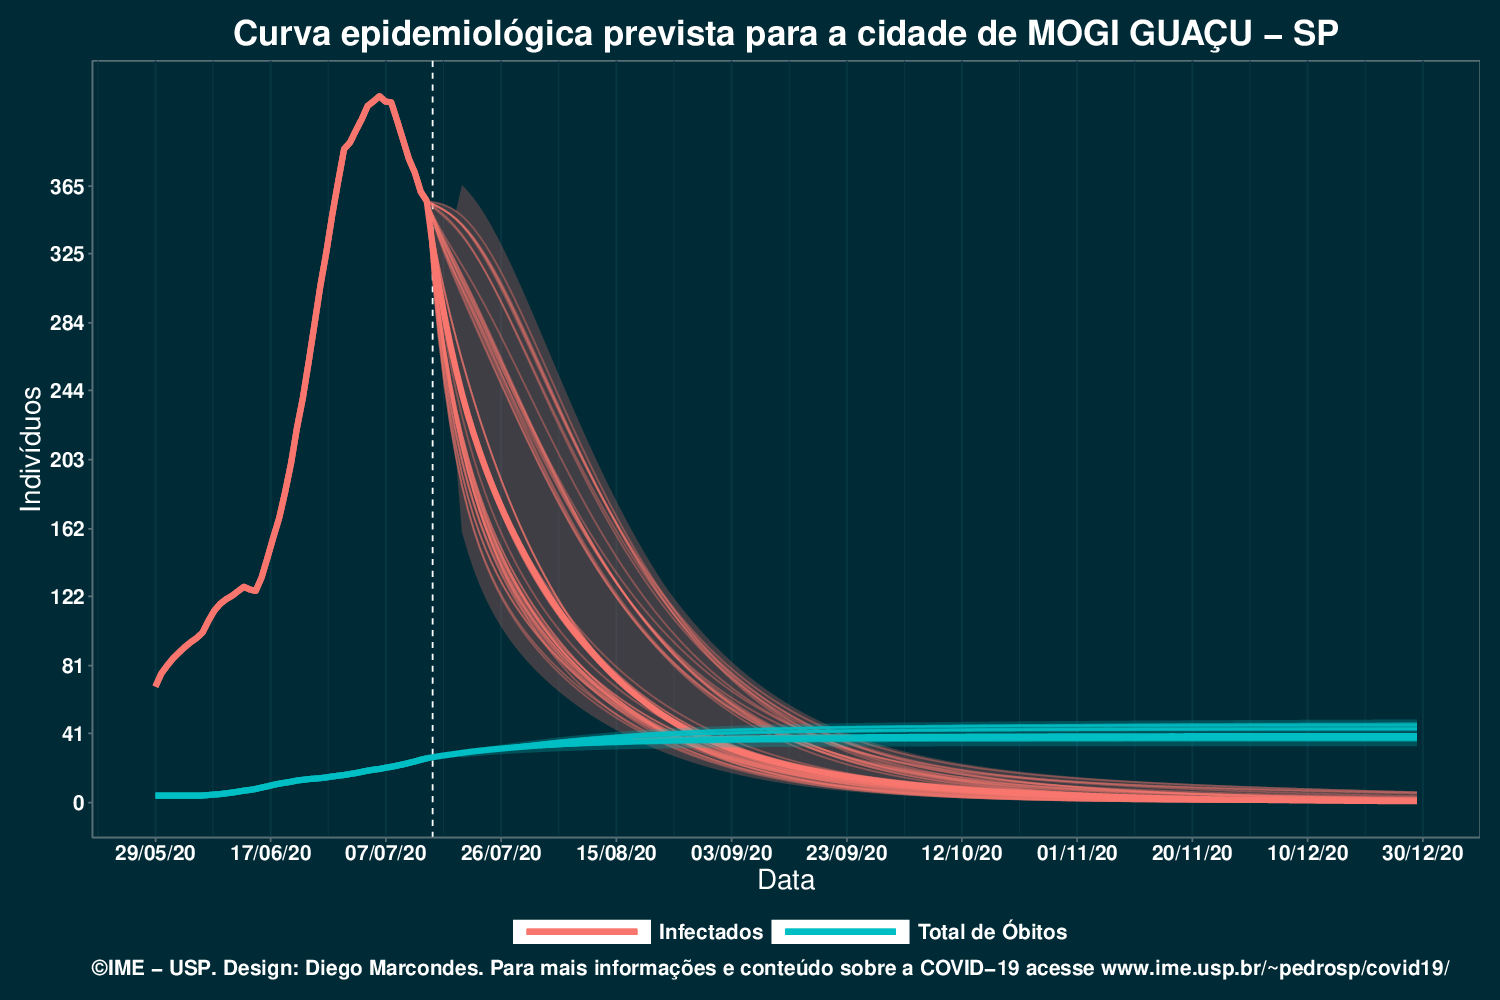 Curva epidemiológica prevista para a cidade de MOGI GUAÇU – SP
Indivíduos
365
325
284
244
203
162
122
81
41
0
29/05/20 17/06/20 07/07/20 26/07/20 15/08/20 03/09/20 23/09/20 12/10/20 01/11/20 20/11/20 10/12/20 30/12/20
Data
Infectados Total de Óbitos
©IME – USP. Design: Diego Marcondes. Para mais informações e conteúdo sobre a COVID–19 acesse www.ime.usp.br/~pedrosp/covid19/